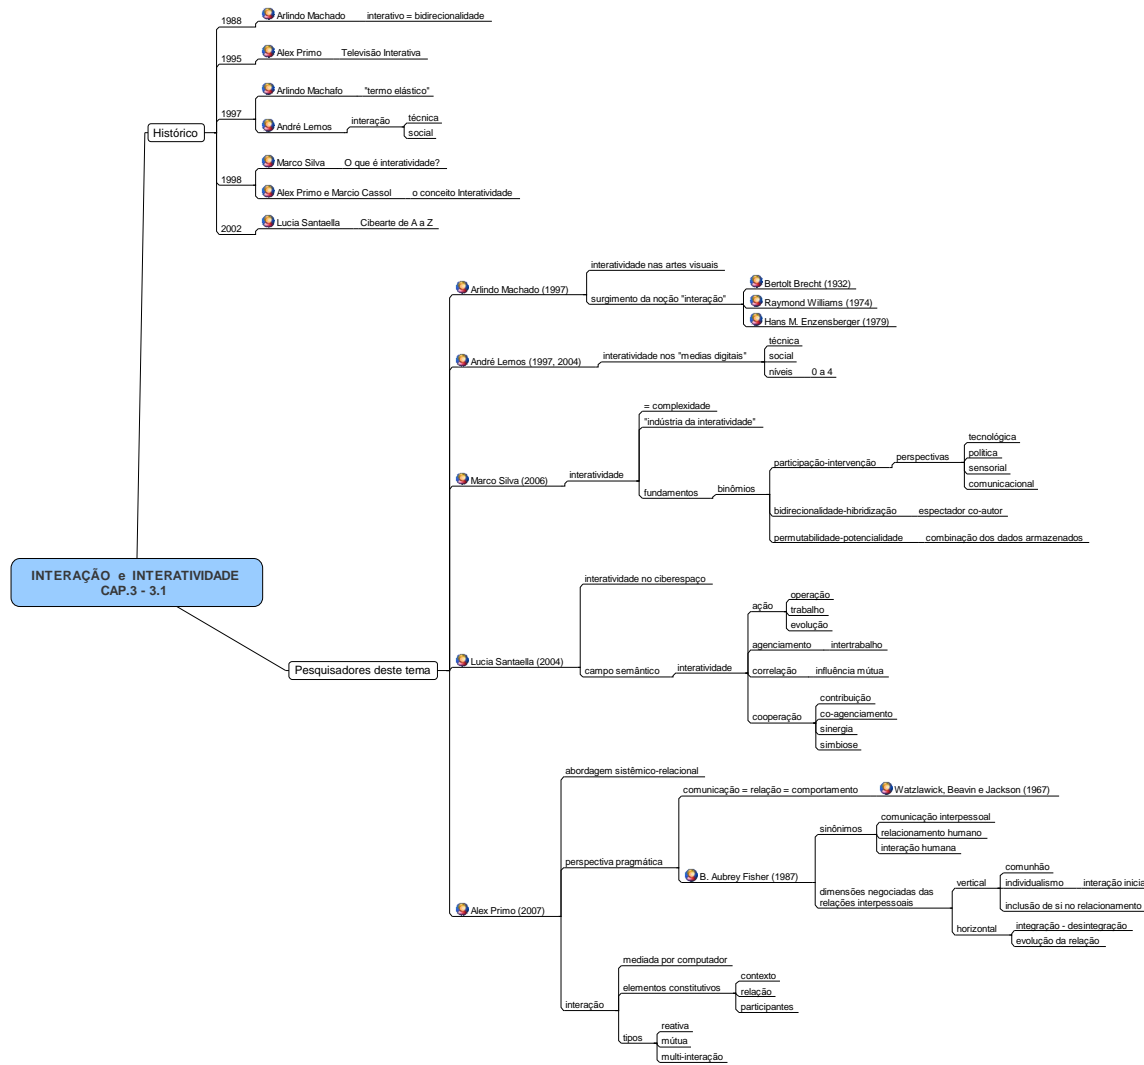 1988
Arlindo Machado interativo = bidirecionalidade
1995
Alex Primo Televisão Interativa
1997
Arlindo Machafo "termo elástico"
André Lemos interação
técnica
social
Histórico
1998
Marco Silva O que é interatividade?
Alex Primo e Marcio Cassol o conceito Interatividade
2002
Lucia Santaella Cibearte de A a Z
INTERAÇÃO e INTERATIVIDADE
CAP.3 - 3.1
Pesquisadores deste tema
Arlindo Machado (1997)
interatividade nas artes visuais
surgimento da noção "interação"
Bertolt Brecht (1932)
Raymond Williams (1974)
Hans M. Enzensberger (1979)
André Lemos (1997, 2004)
interatividade nos "medias digitais"
técnica
social
níveis 0 a 4
Marco Silva (2006)
interatividade
= complexidade
"indústria da interatividade"
fundamentos
binômios
participação-intervenção
perspectivas
tecnológica
política
sensorial
comunicacional
bidirecionalidade-hibridização espectador co-autor
permutabilidade-potencialidade combinação dos dados armazenados
Lucia Santaella (2004)
interatividade no ciberespaço
campo semântico
interatividade
ação
operação
trabalho
evolução
agenciamento intertrabalho
correlação influência mútua
cooperação
contribuição
co-agenciamento
sinergia
simbiose
Alex Primo (2007)
abordagem sistêmico-relacional
perspectiva pragmática
comunicação = relação = comportamento Watzlawick, Beavin e Jackson (1967)
B. Aubrey Fisher (1987)
sinônimos
comunicação interpessoal
relacionamento humano
interação humana
dimensões negociadas das
relações interpessoais
vertical
comunhão
individualismo interação inicia
inclusão de si no relacionamento
horizontal
integração - desintegração
evolução da relação
interação
mediada por computador
elementos constitutivos
contexto
relação
participantes
tipos
reativa
mútua
multi-interação